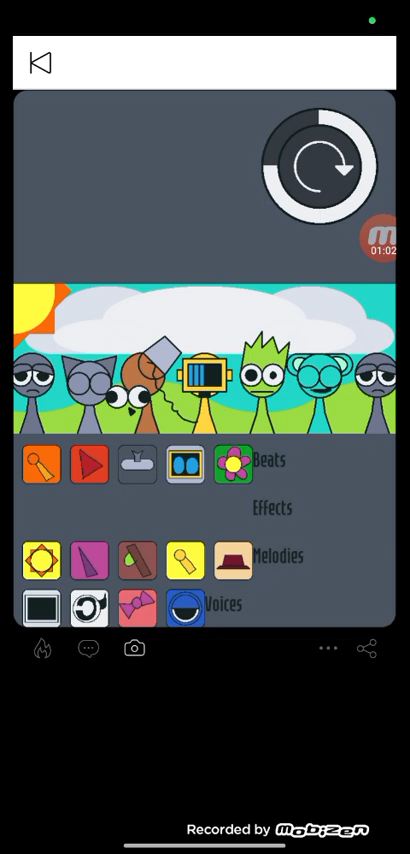 01:02
Beats
Effects
Melodies
Voices
Recorded by mobizen